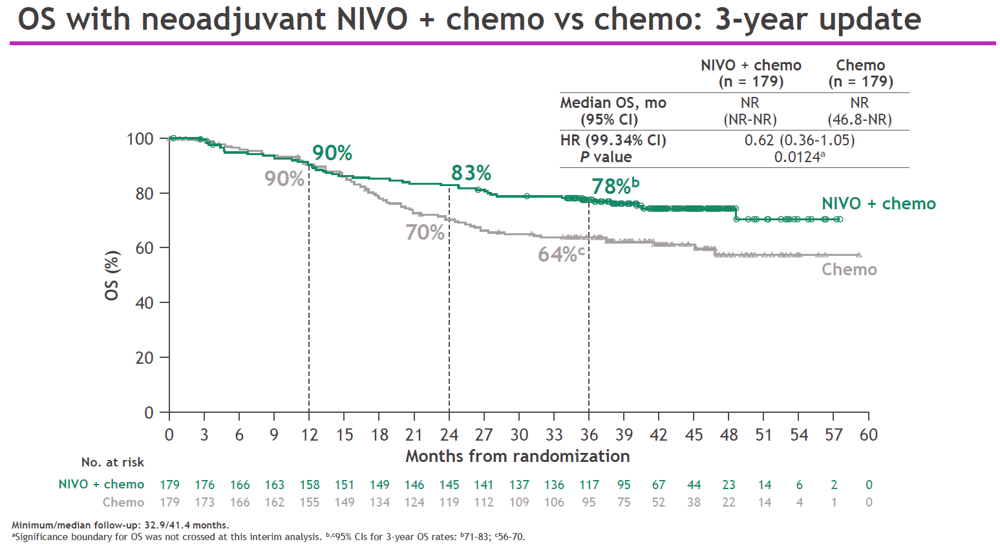 OS with neoadjuvant NIVO + chemo vs chemo: 3-year update
NIVO + chemo Chemo
(n = 179) (n = 179)
Median OS, mo NR NR
(95% CI) (NR–NR) (46.8–NR)
HR (99.34% CI) 0.62 (0.36–1.05)
P value 0.0124ᵃ
100
80
60
40
20
0
OS (%)
90%
90%
83%
70%
78%ᵇ
64%ᶜ
NIVO + chemo
Chemo
0 3 6 9 12 15 18 21 24 27 30 33 36 39 42 45 48 51 54 57 60
Months from randomization
No. at risk
NIVO + chemo 179 176 166 163 158 151 149 146 145 141 137 136 117 95 67 44 23 14 6 2 0
Chemo 179 173 166 162 155 149 134 124 119 112 109 106 95 75 52 38 22 14 4 1 0
Minimum/median follow-up: 32.9/41.4 months.
ᵃSignificance boundary for OS was not crossed at this interim analysis. ᵇ,ᶜ95% CIs for 3-year OS rates: ᵇ71–83; ᶜ56–70.